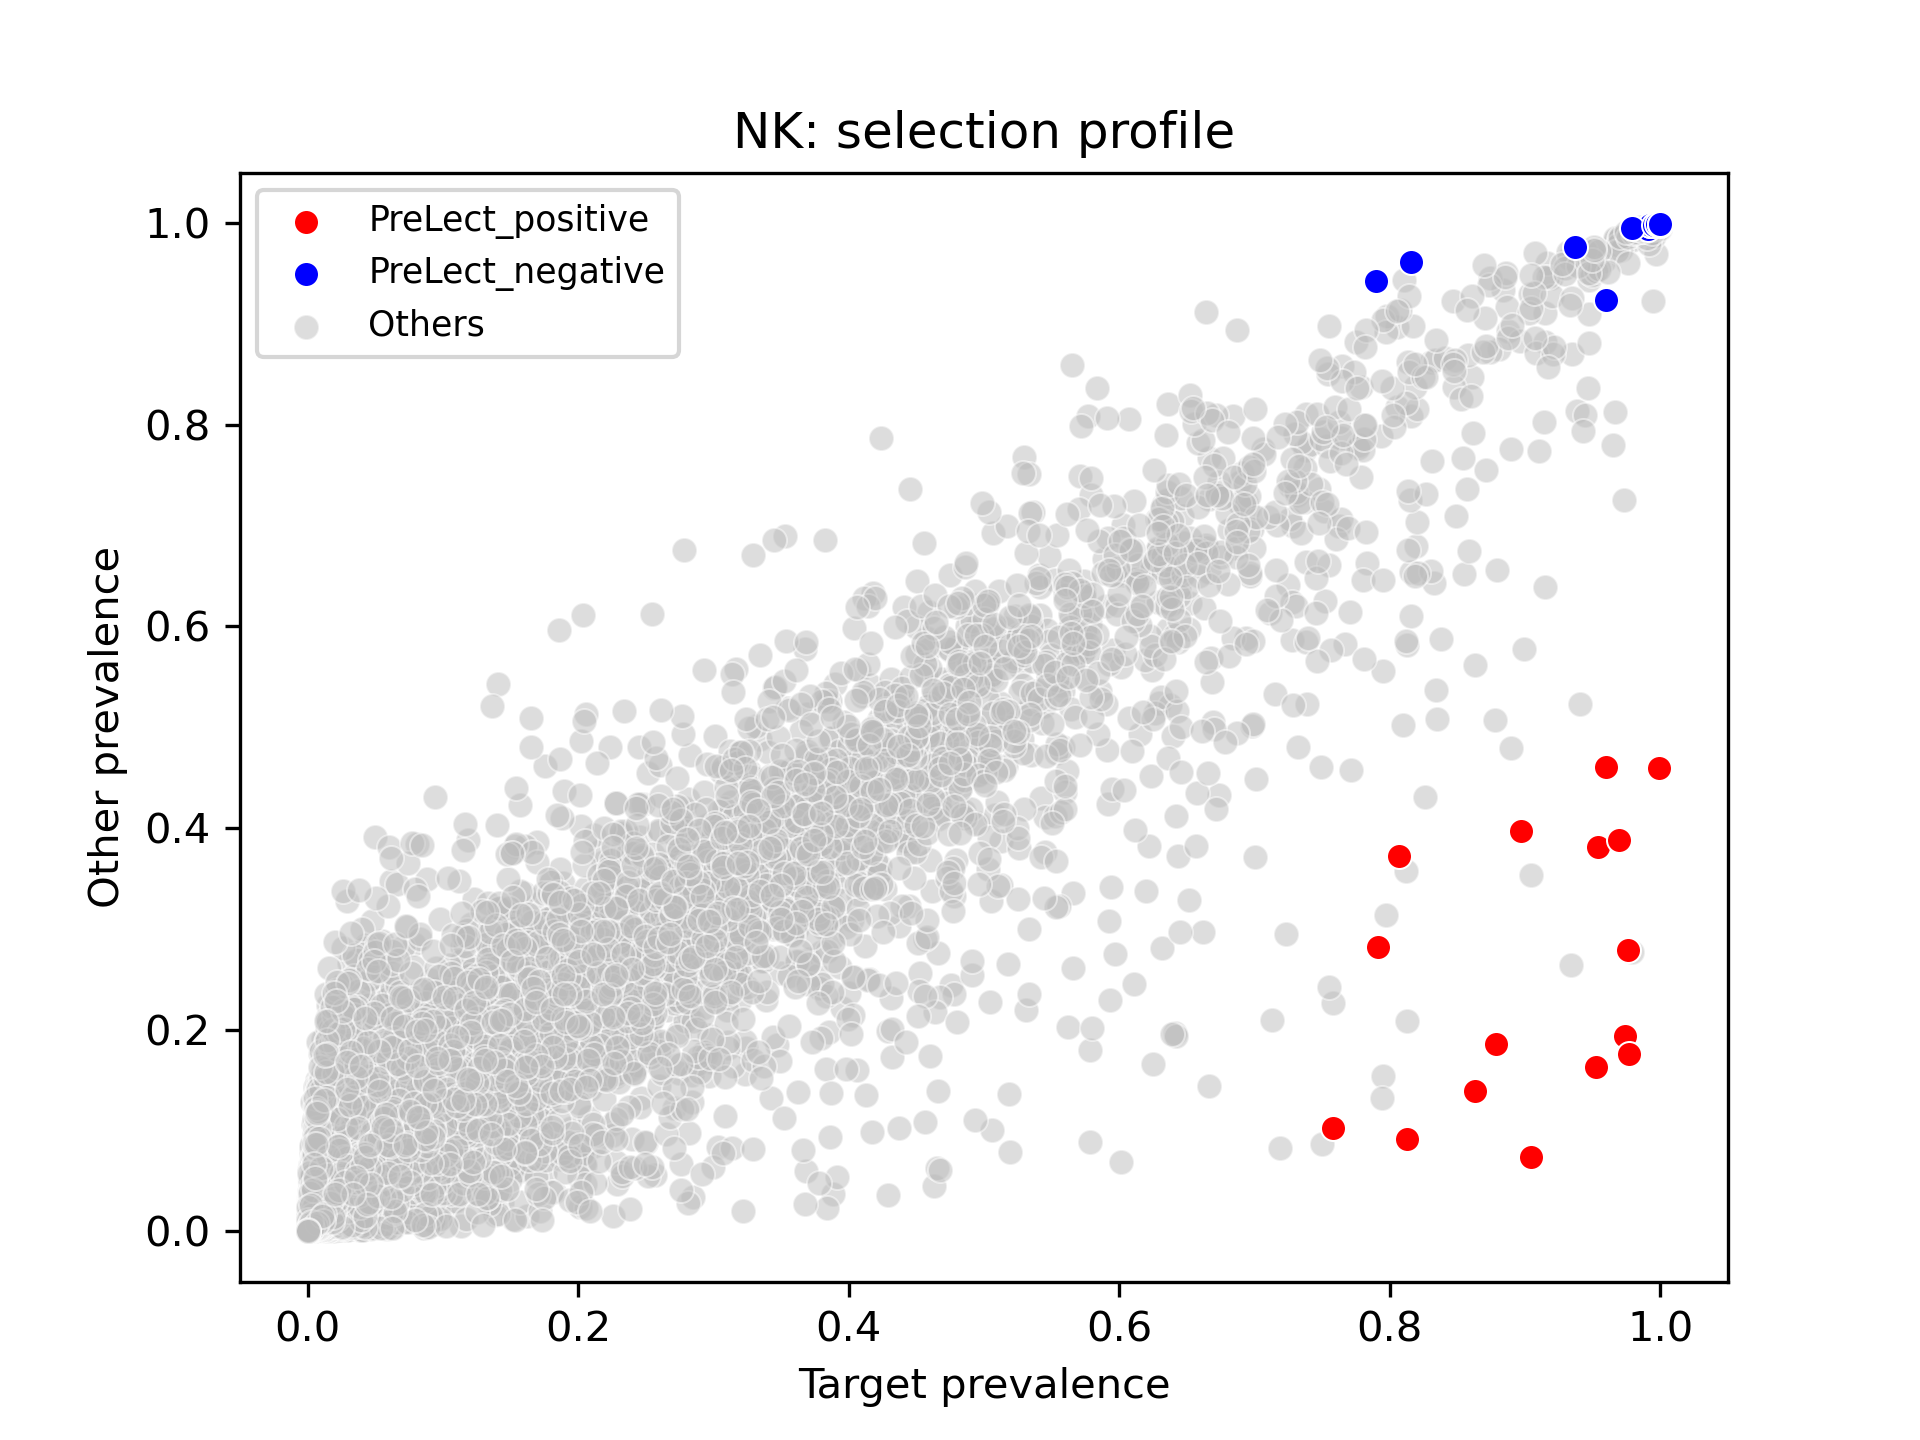 NK: selection profile
PreLect_positive
PreLect_negative
Others
1.0
0.8
0.6
0.4
0.2
0.0
Other prevalence
0.0 0.2 0.4 0.6 0.8 1.0
Target prevalence